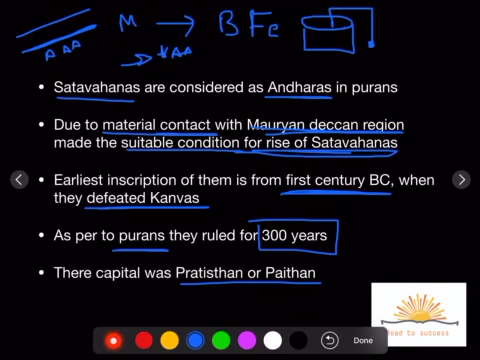 M → B Fe
• Satavahanas are considered as Andharas in purans
• Due to material contact with Mauryan deccan region
made the suitable condition for rise of Satavahanas
• Earliest inscription of them is from first century BC, when
they defeated Kanvas
• As per to purans they ruled for 300 years
• There capital was Pratisthan or Paithan
Road to success
Done